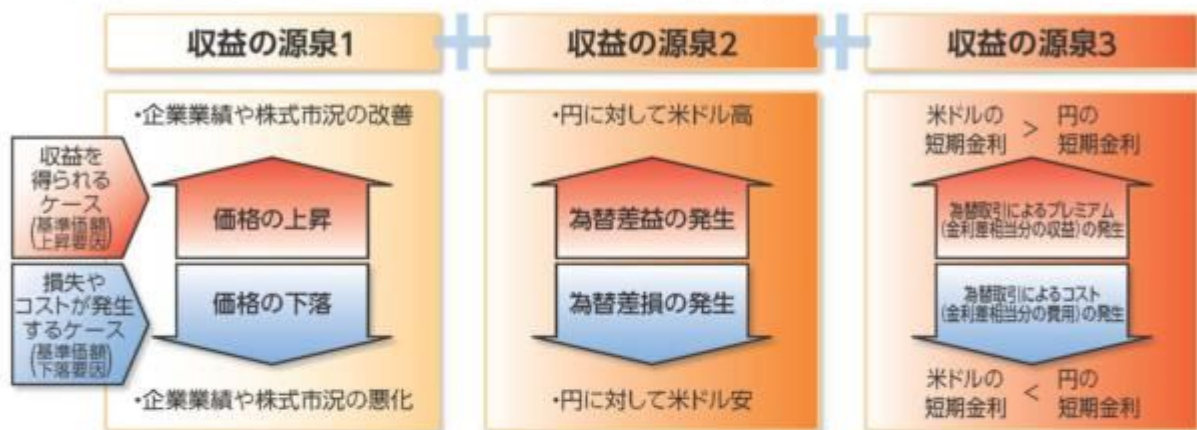 収益の源泉1
+
収益の源泉2
+
収益の源泉3
収益を
得られる
ケース
(基準価額
上昇要因)
損失や
コストが発生
するケース
(基準価額
下落要因)
・企業業績や株式市況の改善
価格の上昇
価格の下落
・企業業績や株式市況の悪化
・円に対して米ドル高
為替差益の発生
為替差損の発生
・円に対して米ドル安
米ドルの
短期金利
>
円の
短期金利
為替取引によるプレミアム
(金利差相当分の収益)の発生
為替取引によるコスト
(金利差相当分の費用)の発生
米ドルの
短期金利
<
円の
短期金利